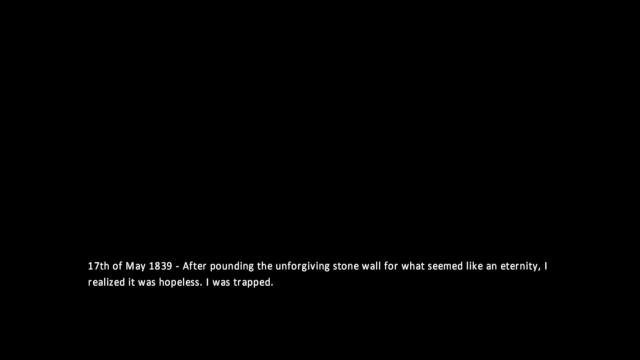 17th of May 1839 - After pounding the unforgiving stone wall for what seemed like an eternity, I
realized it was hopeless. I was trapped.